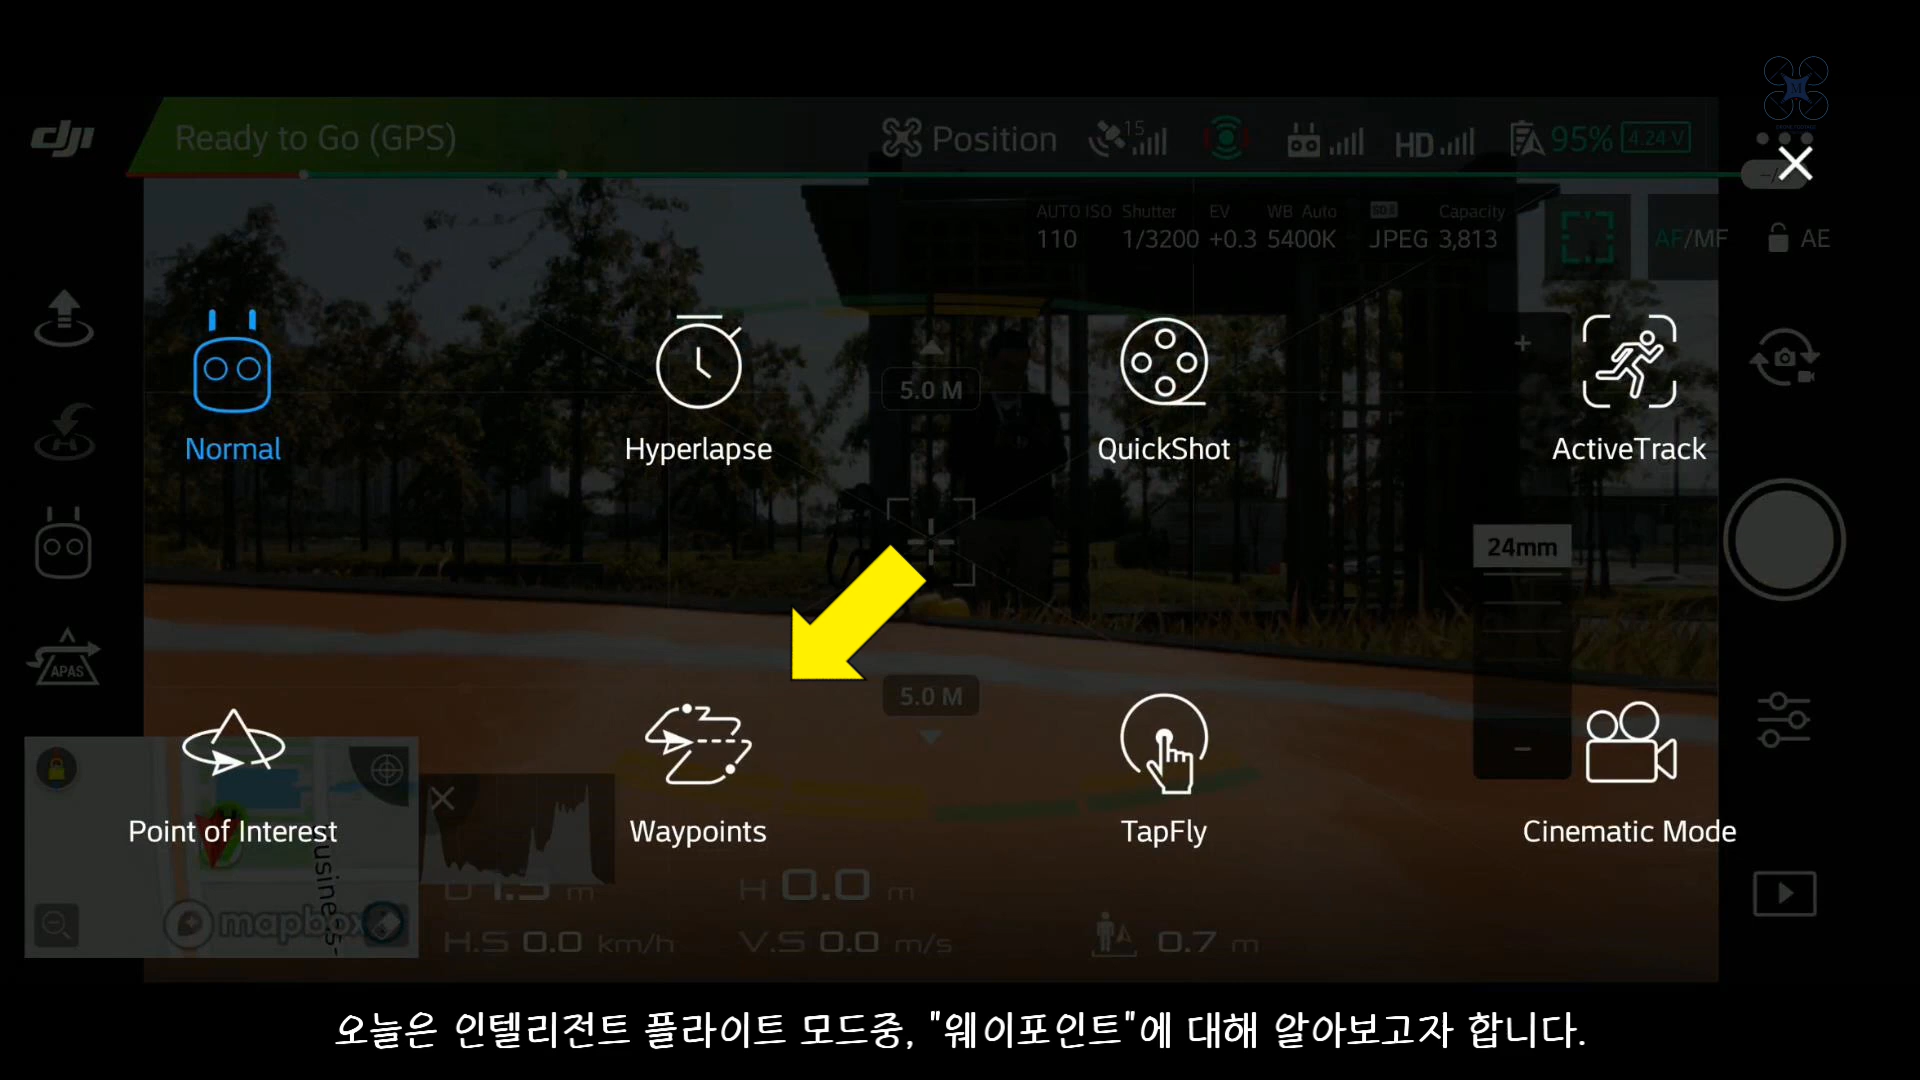 dji
Ready to Go (GPS)
Position
15
HD
95%
4.24 V
AUTO ISO Shutter EV WB Auto Capacity
110 1/3200 +0.3 5400K JPEG 3,813
AF/MF
AE
5.0 M
Normal
Hyperlapse
QuickShot
ActiveTrack
24mm
APAS
5.0 M
Point of Interest
Waypoints
TapFly
Cinematic Mode
mapbox
H 0.0 m
H.S 0.0 km/h
V.S 0.0 m/s
0.7 m
오늘은 인텔리전트 플라이트 모드중, "웨이포인트"에 대해 알아보고자 합니다.